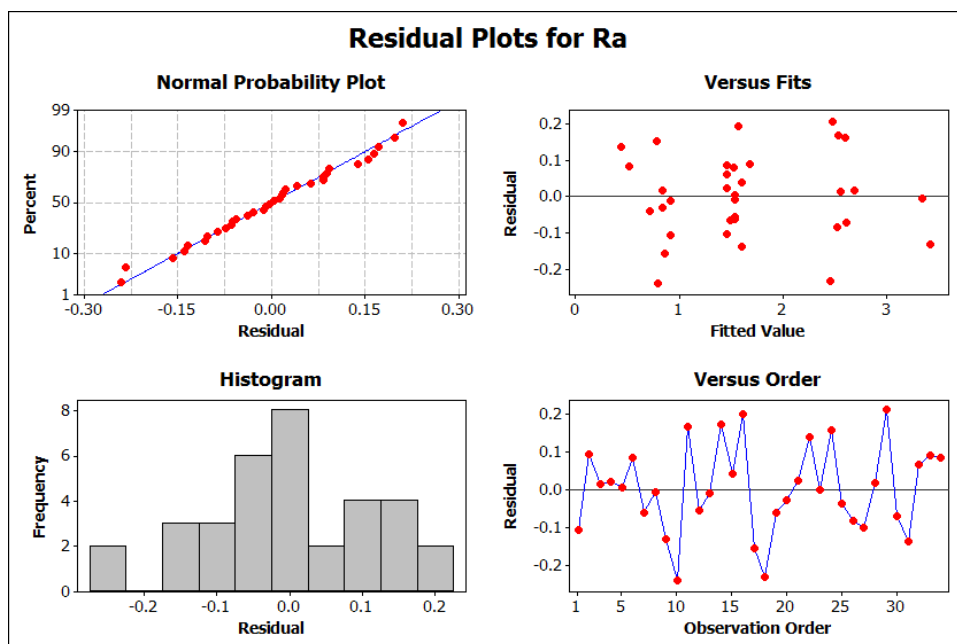 Residual Plots for Ra
Normal Probability Plot
Percent
99
90
50
10
1
-0.30 -0.15 0.00 0.15 0.30
Residual
Versus Fits
Residual
0.2
0.1
0.0
-0.1
-0.2
0 1 2 3
Fitted Value
Histogram
Frequency
8
6
4
2
0
-0.2 -0.1 0.0 0.1 0.2
Residual
Versus Order
Residual
0.2
0.1
0.0
-0.1
-0.2
1 5 10 15 20 25 30
Observation Order